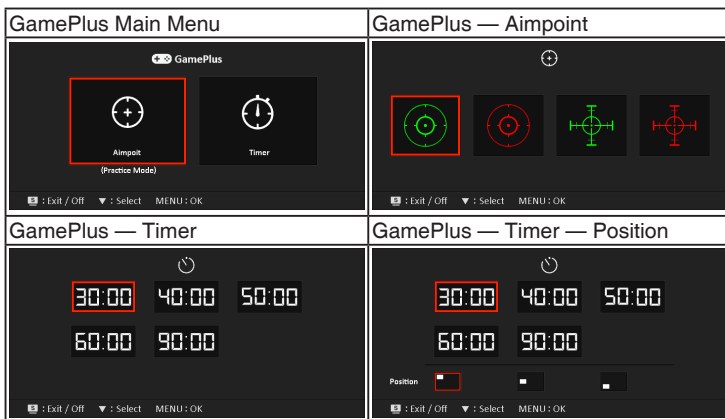 GamePlus Main Menu
GamePlus — Aimpoint
GamePlus
Aimpoit
(Practice Mode)
Timer
S : Exit / Off ▼ : Select MENU : OK
S : Exit / Off ▼ : Select MENU : OK
GamePlus — Timer
GamePlus — Timer — Position
30:00 40:00 50:00
60:00 90:00
S : Exit / Off ▼ : Select MENU : OK
30:00 40:00 50:00
60:00 90:00
Position
S : Exit / Off ▼ : Select MENU : OK